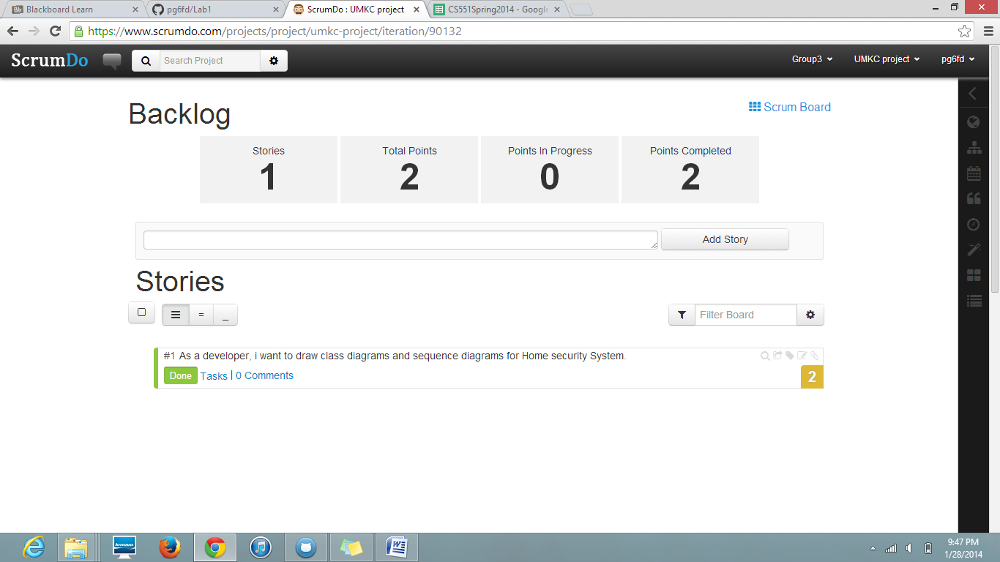 Bb Blackboard Learn
pg6fd/Lab1
ScrumDo : UMKC project
CS551Spring2014 - Google
https://www.scrumdo.com/projects/project/umkc-project/iteration/90132
ScrumDo
Search Project
Group3
UMKC project
pg6fd
Backlog
Scrum Board
Stories
1
Total Points
2
Points In Progress
0
Points Completed
2
Add Story
Stories
= _
Filter Board
#1 As a developer, i want to draw class diagrams and sequence diagrams for Home security System.
Done Tasks | 0 Comments
2
lenovo
9:47 PM
1/28/2014